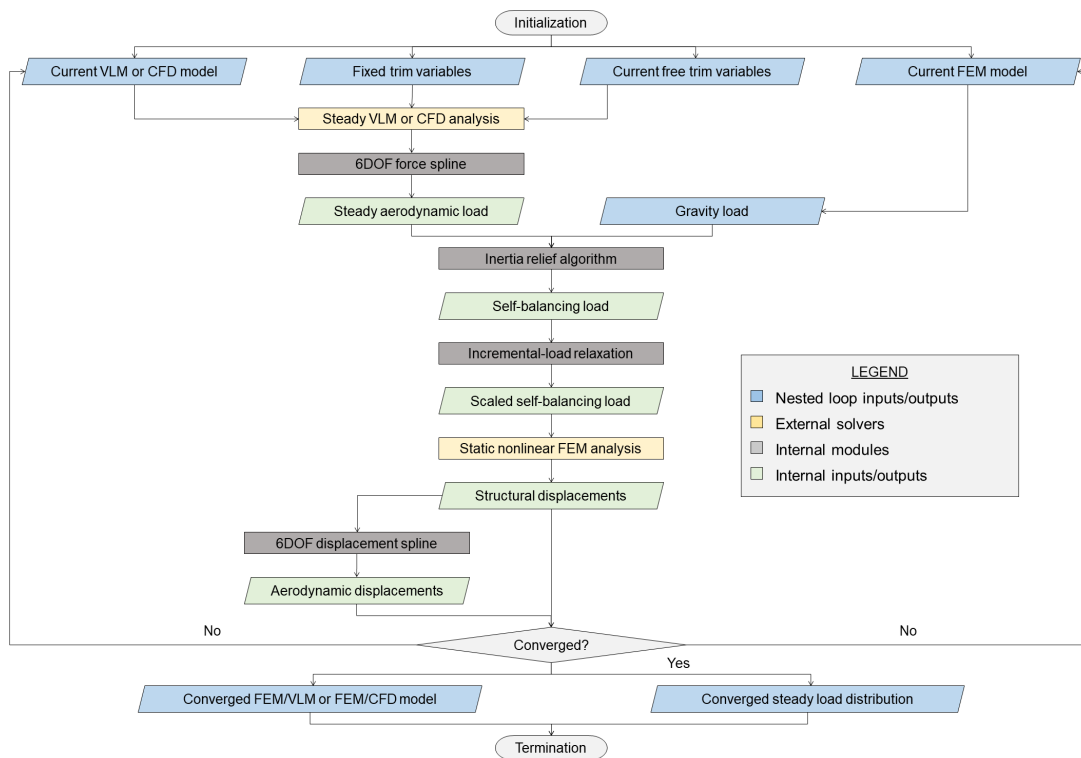 Initialization
Current VLM or CFD model
Fixed trim variables
Current free trim variables
Current FEM model
Steady VLM or CFD analysis
6DOF force spline
Steady aerodynamic load
Gravity load
Inertia relief algorithm
Self-balancing load
Incremental-load relaxation
Scaled self-balancing load
Static nonlinear FEM analysis
Structural displacements
6DOF displacement spline
Aerodynamic displacements
LEGEND
Nested loop inputs/outputs
External solvers
Internal modules
Internal inputs/outputs
No
Converged?
No
Yes
Converged FEM/VLM or FEM/CFD model
Converged steady load distribution
Termination